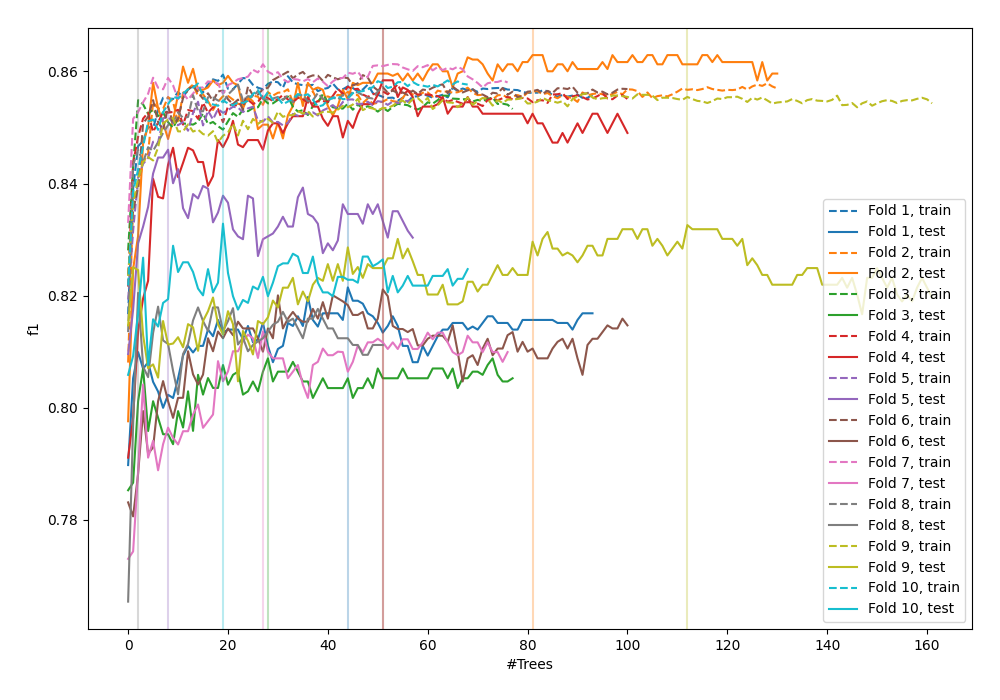 0.86
0.84
0.82
0.80
0.78
f1
0
20
40
60
80
100
120
140
160
#Trees
Fold 1, train
Fold 1, test
Fold 2, train
Fold 2, test
Fold 3, train
Fold 3, test
Fold 4, train
Fold 4, test
Fold 5, train
Fold 5, test
Fold 6, train
Fold 6, test
Fold 7, train
Fold 7, test
Fold 8, train
Fold 8, test
Fold 9, train
Fold 9, test
Fold 10, train
Fold 10, test